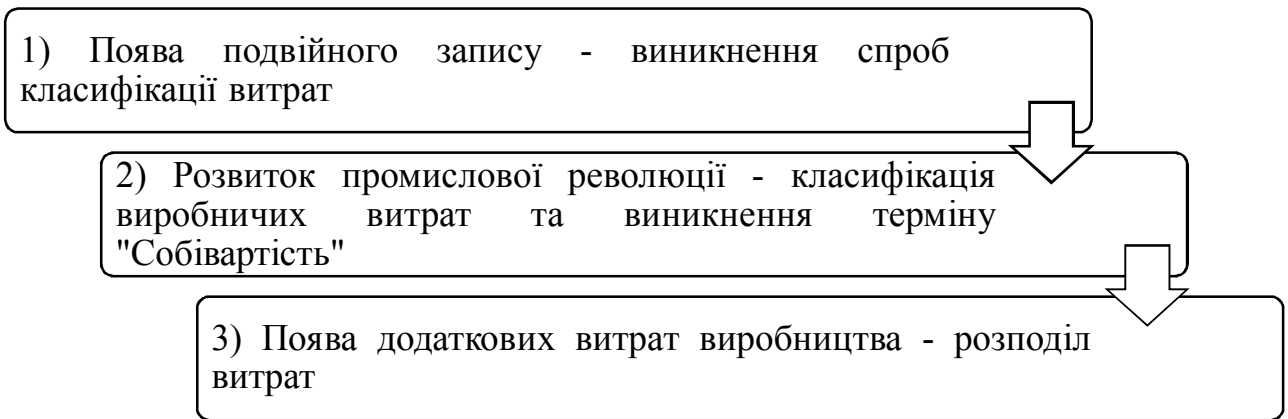 1) Поява подвійного запису - виникнення спроб
класифікації витрат
2) Розвиток промислової революції - класифікація
виробничих витрат та виникнення терміну
"Собівартість"
3) Поява додаткових витрат виробництва - розподіл
витрат